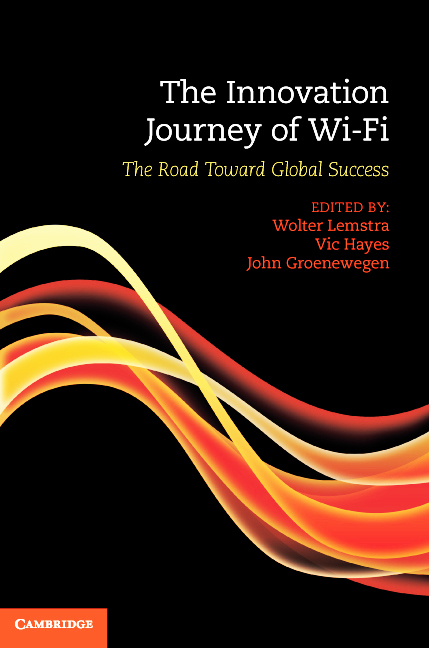 The Innovation
Journey of Wi-Fi
The Road Toward Global Success
EDITED BY:
Wolter Lemstra
Vic Hayes
John Groenewegen
CAMBRIDGE